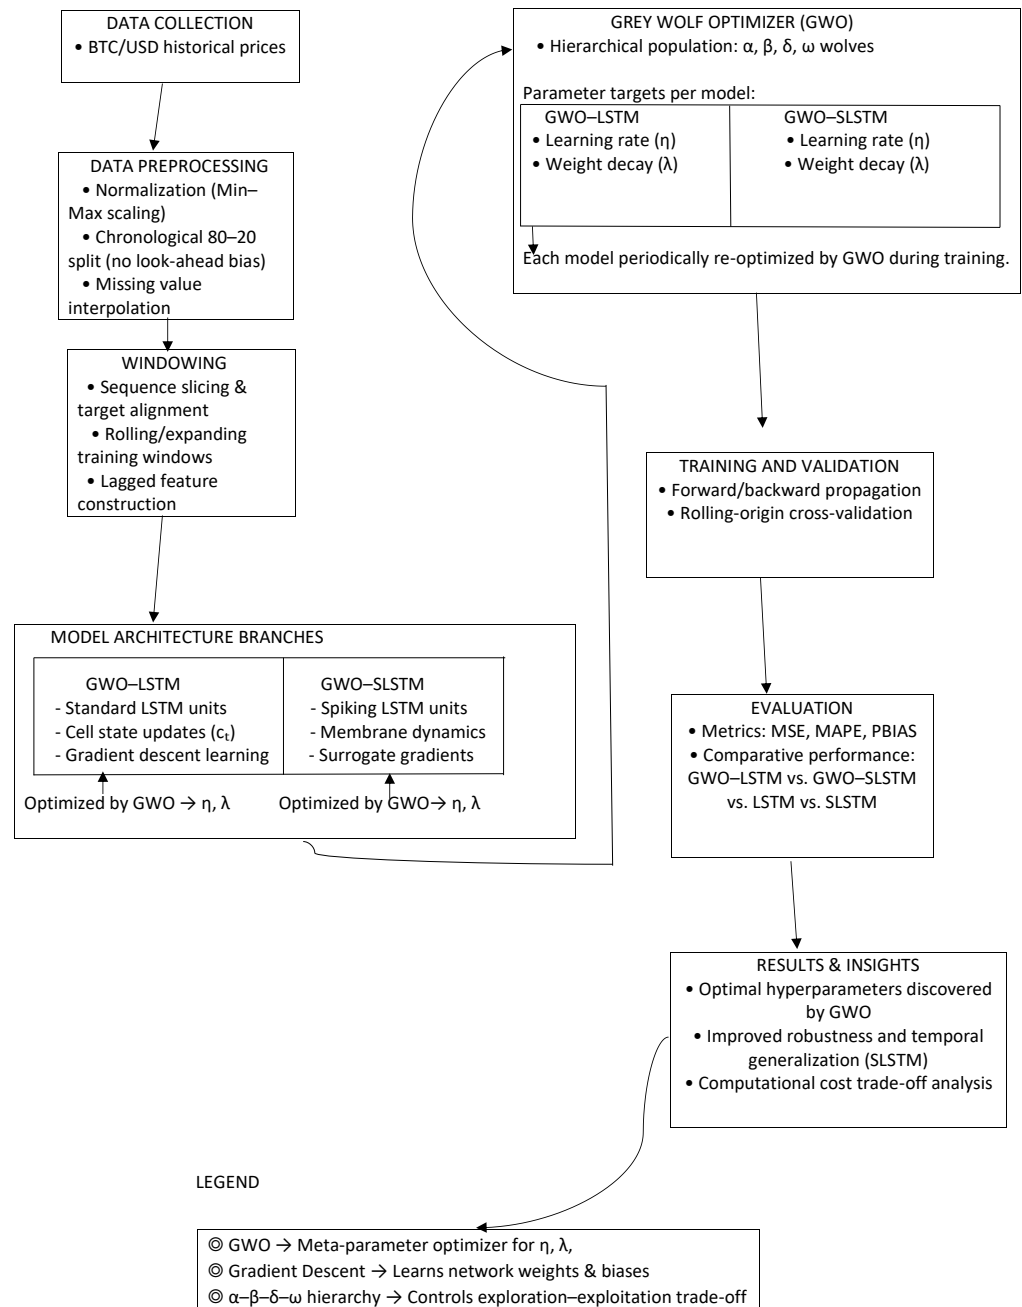 DATA COLLECTION
• BTC/USD historical prices
DATA PREPROCESSING
• Normalization (Min–
Max scaling)
• Chronological 80–20
split (no look-ahead bias)
• Missing value
interpolation
WINDOWING
• Sequence slicing &
target alignment
• Rolling/expanding
training windows
• Lagged feature
construction
MODEL ARCHITECTURE BRANCHES
GWO–LSTM
- Standard LSTM units
- Cell state updates (cₜ)
- Gradient descent learning
GWO–SLSTM
- Spiking LSTM units
- Membrane dynamics
- Surrogate gradients
Optimized by GWO → η, λ
Optimized by GWO→ η, λ
GREY WOLF OPTIMIZER (GWO)
• Hierarchical population: α, β, δ, ω wolves
Parameter targets per model:
GWO–LSTM
• Learning rate (η)
• Weight decay (λ)
GWO–SLSTM
• Learning rate (η)
• Weight decay (λ)
Each model periodically re-optimized by GWO during training.
TRAINING AND VALIDATION
• Forward/backward propagation
• Rolling-origin cross-validation
EVALUATION
• Metrics: MSE, MAPE, PBIAS
• Comparative performance:
GWO–LSTM vs. GWO–SLSTM
vs. LSTM vs. SLSTM
RESULTS & INSIGHTS
• Optimal hyperparameters discovered
by GWO
• Improved robustness and temporal
generalization (SLSTM)
• Computational cost trade-off analysis
LEGEND
◎ GWO → Meta-parameter optimizer for η, λ,
◎ Gradient Descent → Learns network weights & biases
◎ α–β–δ–ω hierarchy → Controls exploration–exploitation trade-off